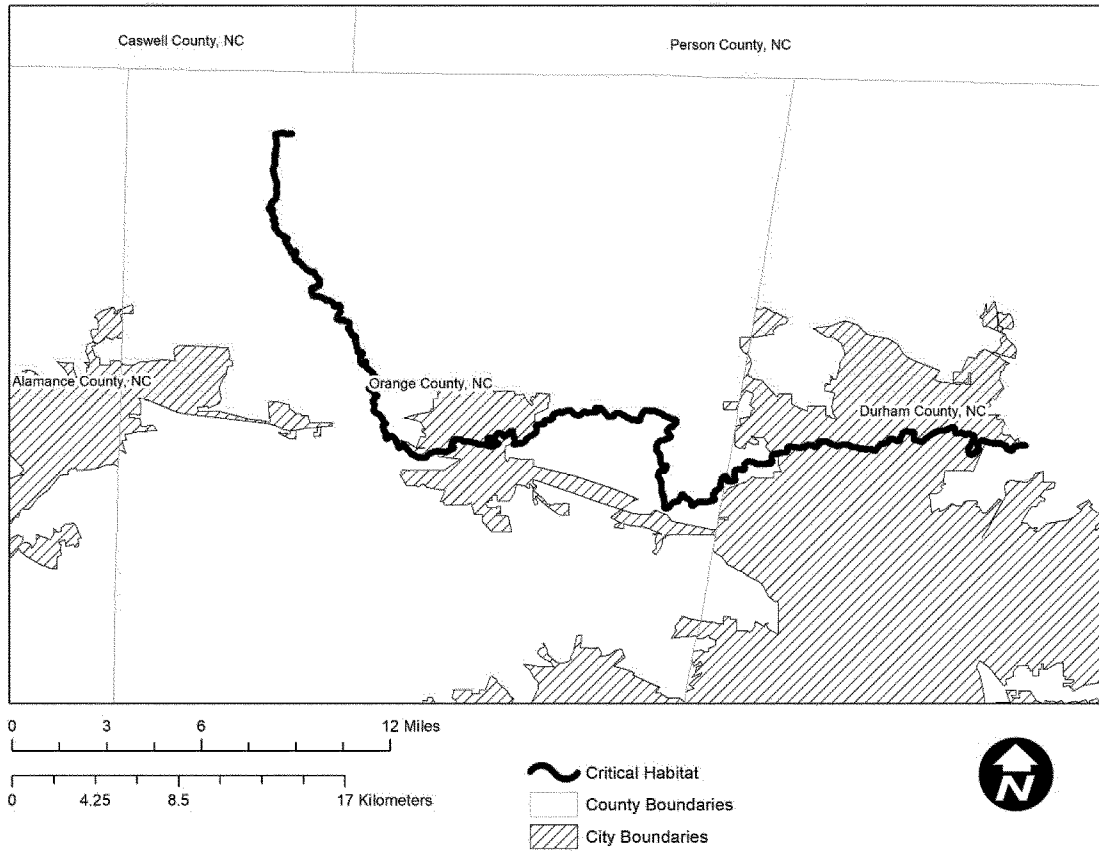 Caswell County, NC
Person County, NC
Alamance County, NC
Orange County, NC
Durham County, NC
0 3 6 12 Miles
0 4.25 8.5 17 Kilometers
Critical Habitat
County Boundaries
City Boundaries
N